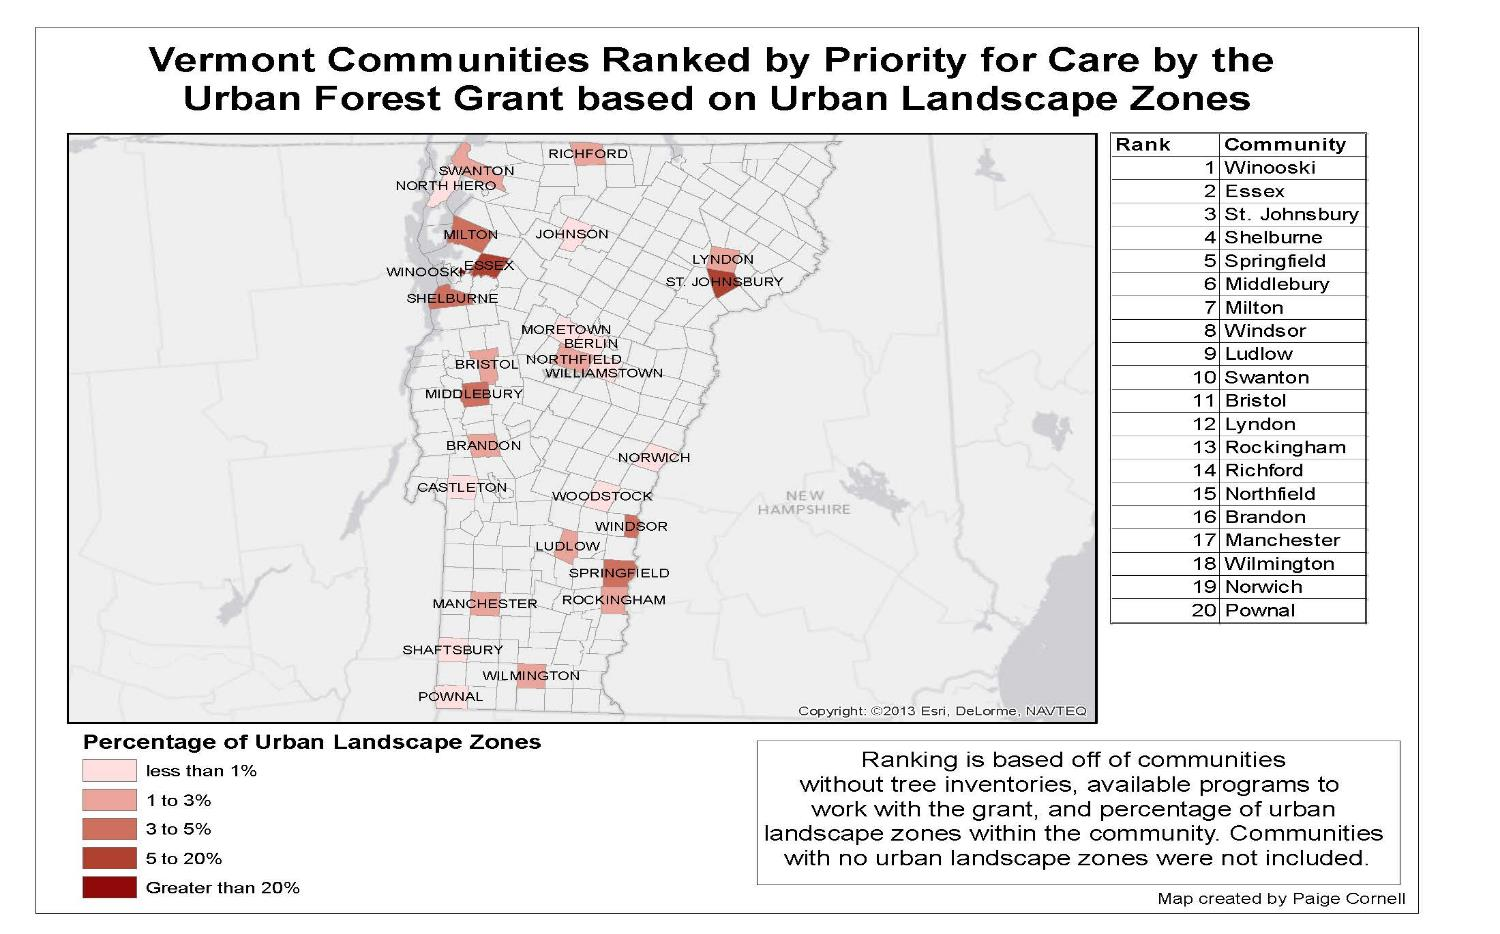 Vermont Communities Ranked by Priority for Care by the
Urban Forest Grant based on Urban Landscape Zones
RICHFORD
SWANTON
NORTH HERO
MILTON
JOHNSON
LYNDON
ESSEX
WINOOSKI
ST. JOHNSBURY
SHELBURNE
MORETOWN
BERLIN
NORTHFIELD
BRISTOL
WILLIAMSTOWN
MIDDLEBURY
BRANDON
NORWICH
CASTLETON
WOODSTOCK
NEW
HAMPSHIRE
WINDSOR
LUDLOW
SPRINGFIELD
ROCKINGHAM
MANCHESTER
SHAFTSBURY
WILMINGTON
POWNAL
Copyright: ©2013 Esri, DeLorme, NAVTEQ
Rank Community
1 Winooski
2 Essex
3 St. Johnsbury
4 Shelburne
5 Springfield
6 Middlebury
7 Milton
8 Windsor
9 Ludlow
10 Swanton
11 Bristol
12 Lyndon
13 Rockingham
14 Richford
15 Northfield
16 Brandon
17 Manchester
18 Wilmington
19 Norwich
20 Pownal
Percentage of Urban Landscape Zones
less than 1%
1 to 3%
3 to 5%
5 to 20%
Greater than 20%
Ranking is based off of communities
without tree inventories, available programs to
work with the grant, and percentage of urban
landscape zones within the community. Communities
with no urban landscape zones were not included.
Map created by Paige Cornell